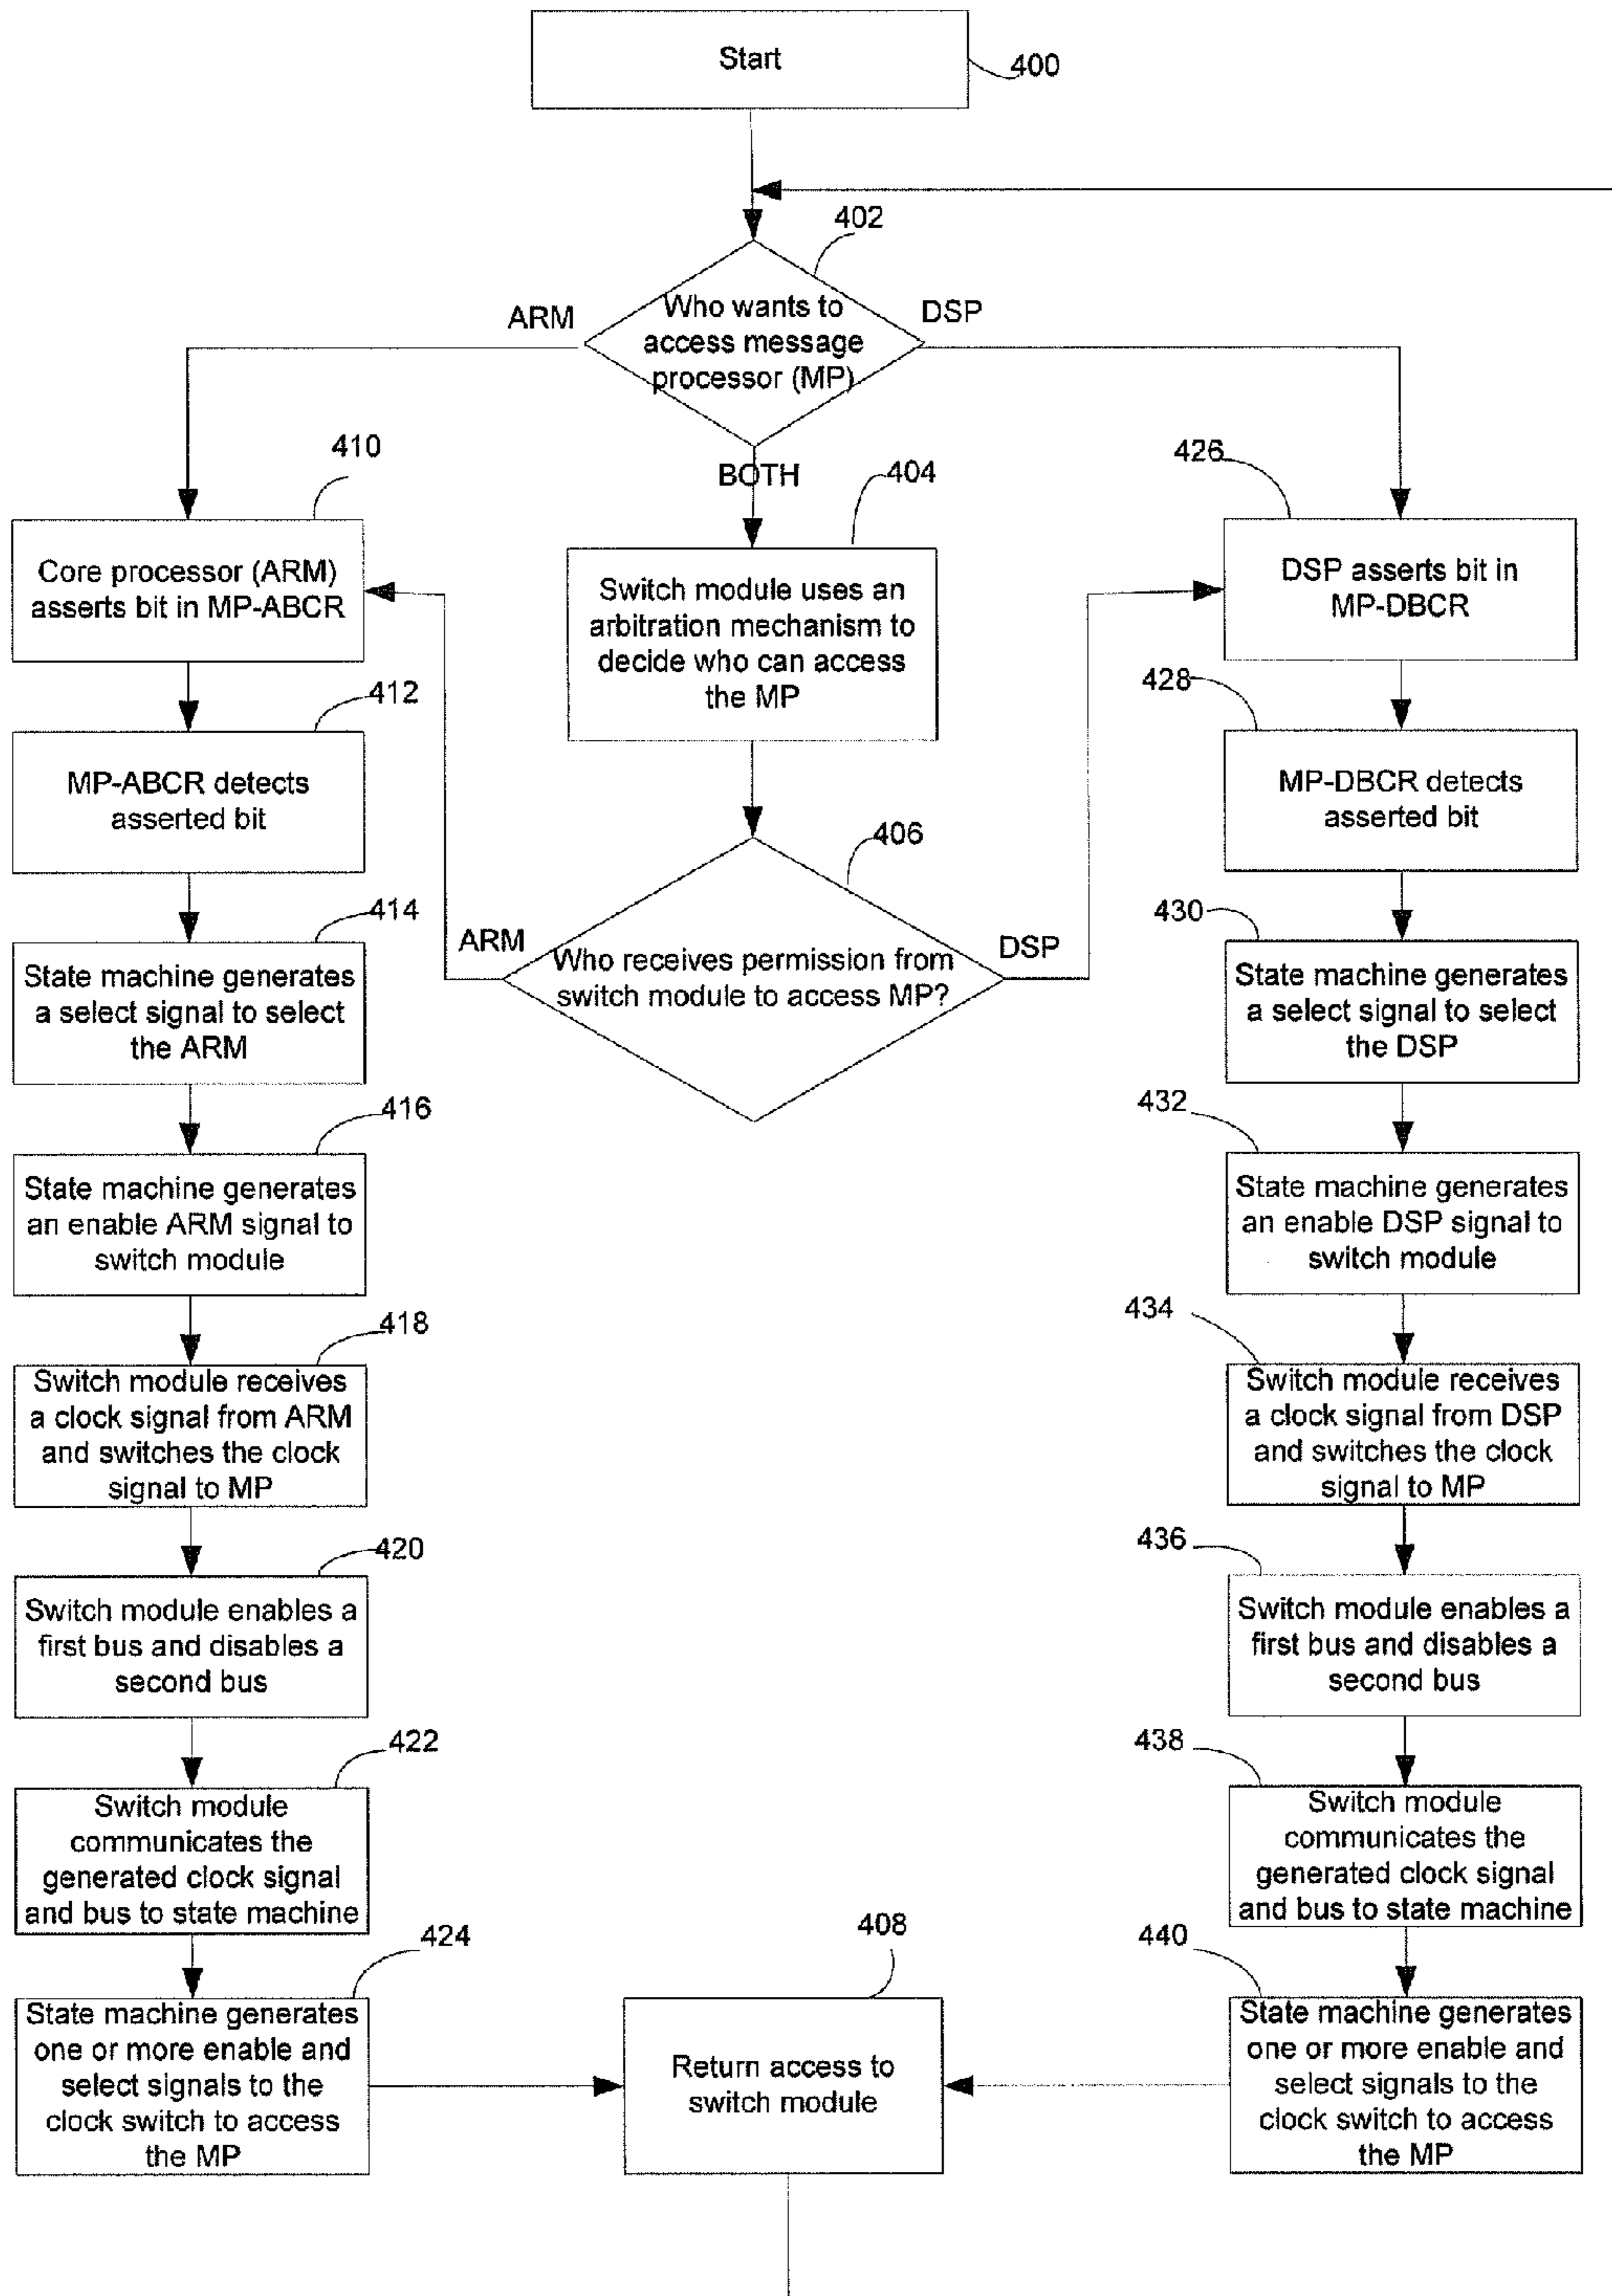 Start
400
402
Who wants to
access message
processor (MP)
ARM
DSP
BOTH
410
Core processor (ARM)
asserts bit in MP-ABCR
404
Switch module uses an
arbitration mechanism to
decide who can access
the MP
426
DSP asserts bit in
MP-DBCR
412
MP-ABCR detects
asserted bit
428
MP-DBCR detects
asserted bit
406
Who receives permission from
switch module to access MP?
ARM
DSP
414
State machine generates
a select signal to select
the ARM
430
State machine generates
a select signal to select
the DSP
416
State machine generates
an enable ARM signal to
switch module
432
State machine generates
an enable DSP signal to
switch module
418
Switch module receives
a clock signal from ARM
and switches the clock
signal to MP
434
Switch module receives
a clock signal from DSP
and switches the clock
signal to MP
420
Switch module enables a
first bus and disables a
second bus
436
Switch module enables a
first bus and disables a
second bus
422
Switch module
communicates the
generated clock signal
and bus to state machine
438
Switch module
communicates the
generated clock signal
and bus to state machine
424
State machine generates
one or more enable and
select signals to the
clock switch to access
the MP
408
Return access to
switch module
440
State machine generates
one or more enable and
select signals to the
clock switch to access
the MP